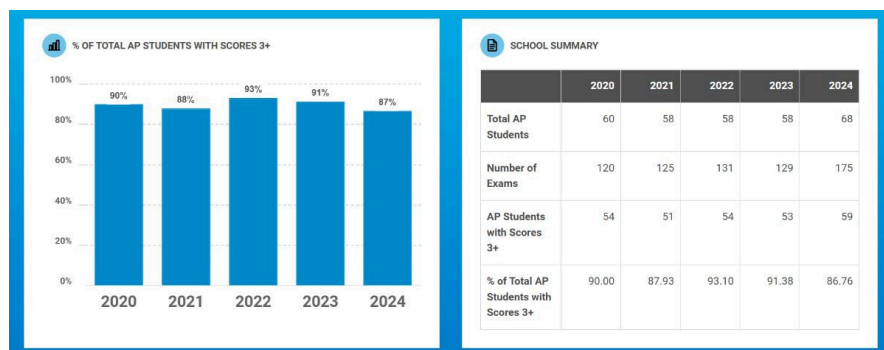 % OF TOTAL AP STUDENTS WITH SCORES 3+
100%
80%
60%
40%
20%
0%
90%
88%
93%
91%
87%
2020 2021 2022 2023 2024
SCHOOL SUMMARY
2020 2021 2022 2023 2024
Total AP 60 58 58 58 68
Students
Number of 120 125 131 129 175
Exams
AP Students 54 51 54 53 59
with Scores
3+
% of Total AP 90.00 87.93 93.10 91.38 86.76
Students with
Scores 3+